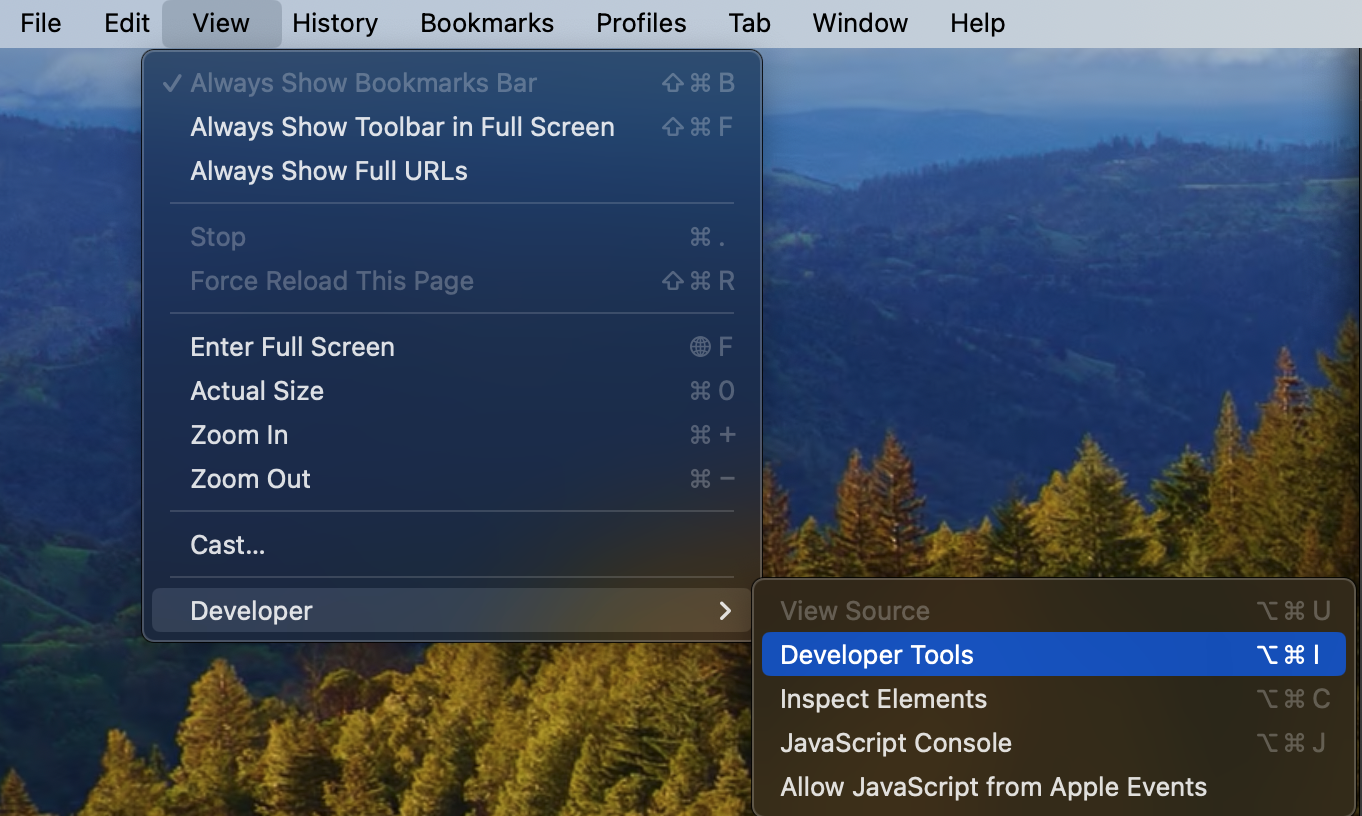 File Edit View History Bookmarks Profiles Tab Window Help
✓ Always Show Bookmarks Bar ⇧⌘B
Always Show Toolbar in Full Screen ⇧⌘F
Always Show Full URLs
Stop ⌘.
Force Reload This Page ⇧⌘R
Enter Full Screen 🌐F
Actual Size ⌘0
Zoom In ⌘+
Zoom Out ⌘−
Cast...
Developer >
View Source ⌥⌘U
Developer Tools ⌥⌘I
Inspect Elements ⌥⌘C
JavaScript Console ⌥⌘J
Allow JavaScript from Apple Events